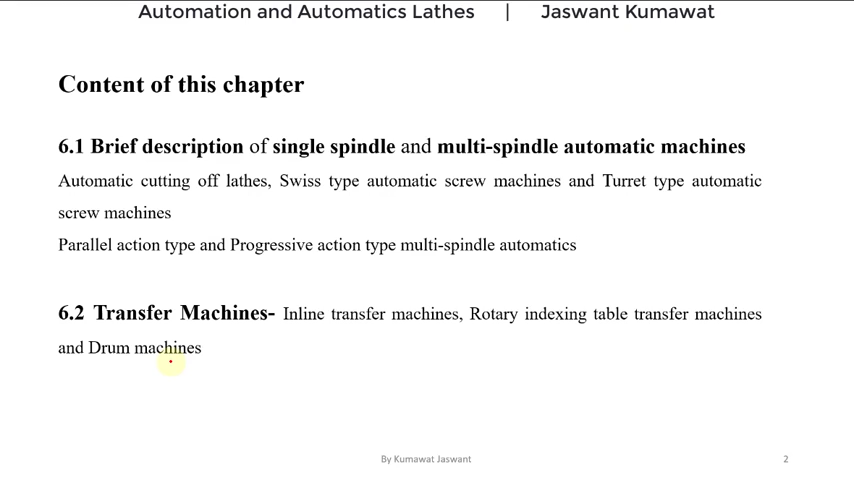 Automation and Automatics Lathes | Jaswant Kumawat
Content of this chapter
6.1 Brief description of single spindle and multi-spindle automatic machines
Automatic cutting off lathes, Swiss type automatic screw machines and Turret type automatic
screw machines
Parallel action type and Progressive action type multi-spindle automatics
6.2 Transfer Machines- Inline transfer machines, Rotary indexing table transfer machines
and Drum machines
By Kumawat Jaswant
2